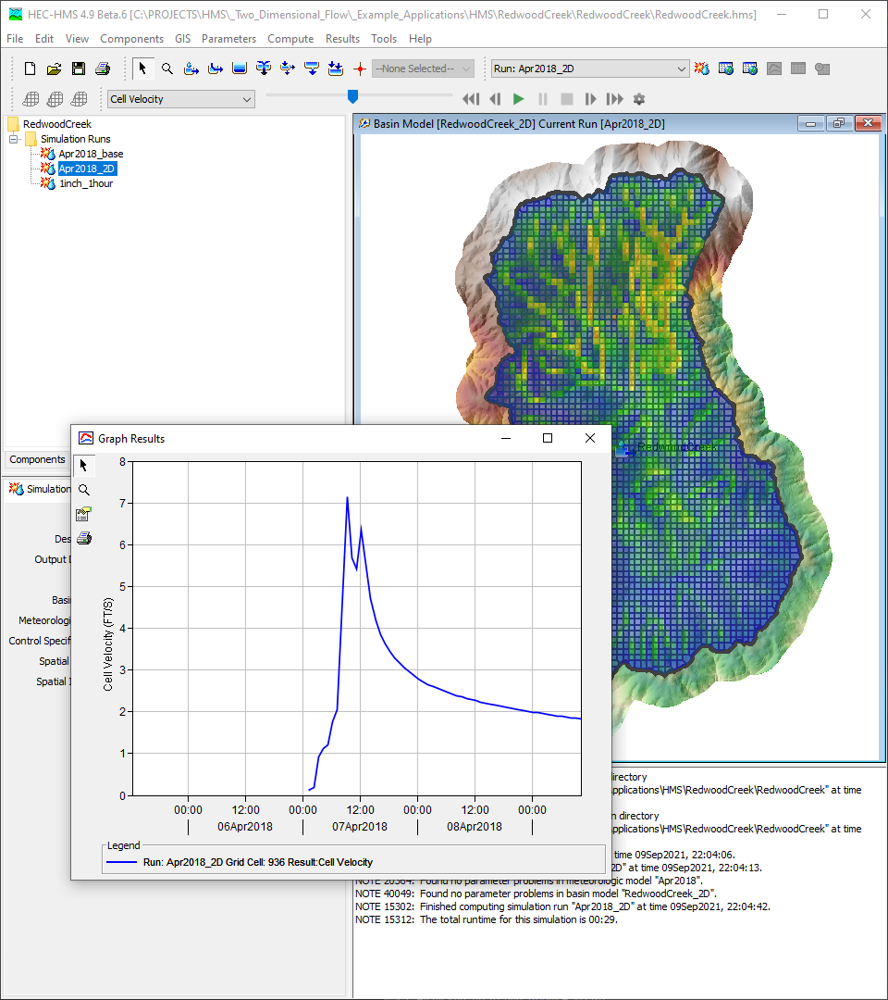 HEC-HMS 4.9 Beta.6 [C:\PROJECTS\HMS\_Two_Dimensional_Flow\_Example_Applications\HMS\RedwoodCreek\RedwoodCreek\RedwoodCreek.hms]
File Edit View Components GIS Parameters Compute Results Tools Help
--None Selected--
Run: Apr2018_2D
Cell Velocity
RedwoodCreek
Simulation Runs
Apr2018_base
Apr2018_2D
1inch_1hour
Basin Model [RedwoodCreek_2D] Current Run [Apr2018_2D]
RedwoodCreek
Components
Simulation
Des
Output D
Basi
Meteorologi
Control Specif
Spatial
Spatial I
Graph Results
Cell Velocity (FT/S)
8
7
6
5
4
3
2
1
0
00:00 12:00 00:00 12:00 00:00 12:00 00:00
06Apr2018 07Apr2018 08Apr2018
Legend
Run: Apr2018_2D Grid Cell: 936 Result:Cell Velocity
directory
pplications\HMS\RedwoodCreek\RedwoodCreek" at time
n directory
pplications\HMS\RedwoodCreek\RedwoodCreek" at time
time 09Sep2021, 22:04:06.
2D" at time 09Sep2021, 22:04:13.
NOTE 20364: Found no parameter problems in meteorologic model "Apr2018".
NOTE 40049: Found no parameter problems in basin model "RedwoodCreek_2D".
NOTE 15302: Finished computing simulation run "Apr2018_2D" at time 09Sep2021, 22:04:42.
NOTE 15312: The total runtime for this simulation is 00:29.